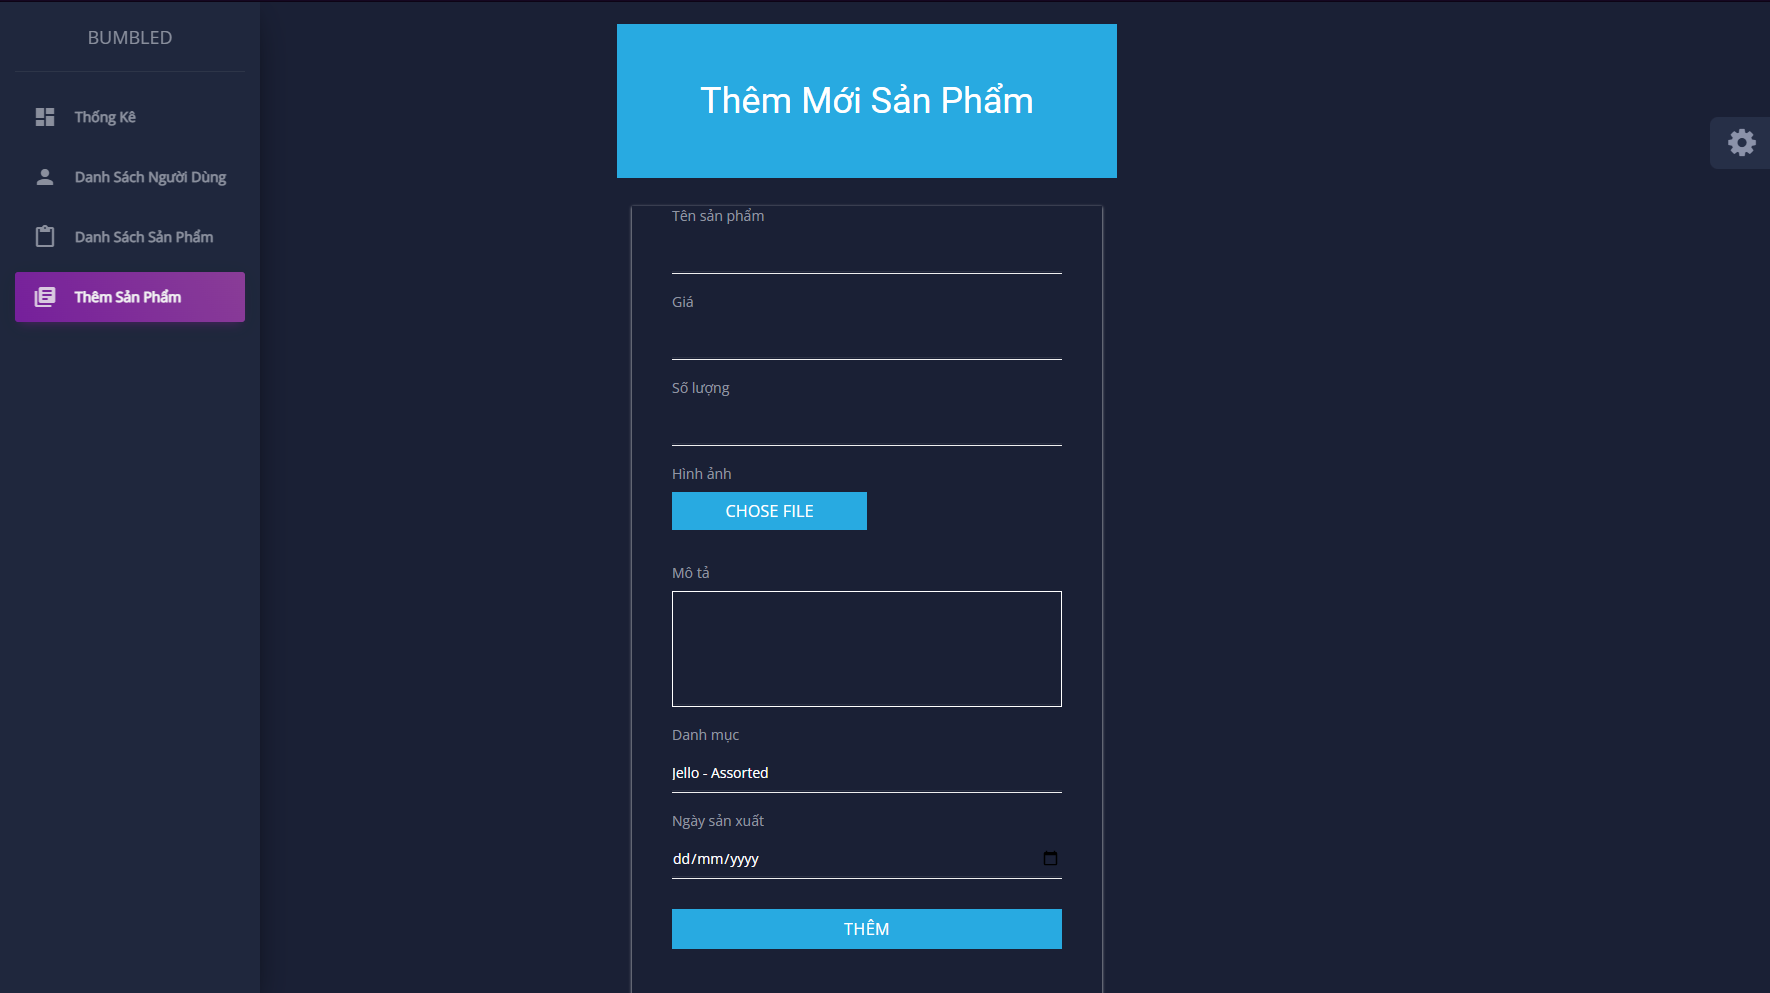 BUMBLED
Thống Kê
Danh Sách Người Dùng
Danh Sách Sản Phẩm
Thêm Sản Phẩm
Thêm Mới Sản Phẩm
Tên sản phẩm
Giá
Số lượng
Hình ảnh
CHOSE FILE
Mô tả
Danh mục
Jello - Assorted
Ngày sản xuất
dd/mm/yyyy
THÊM